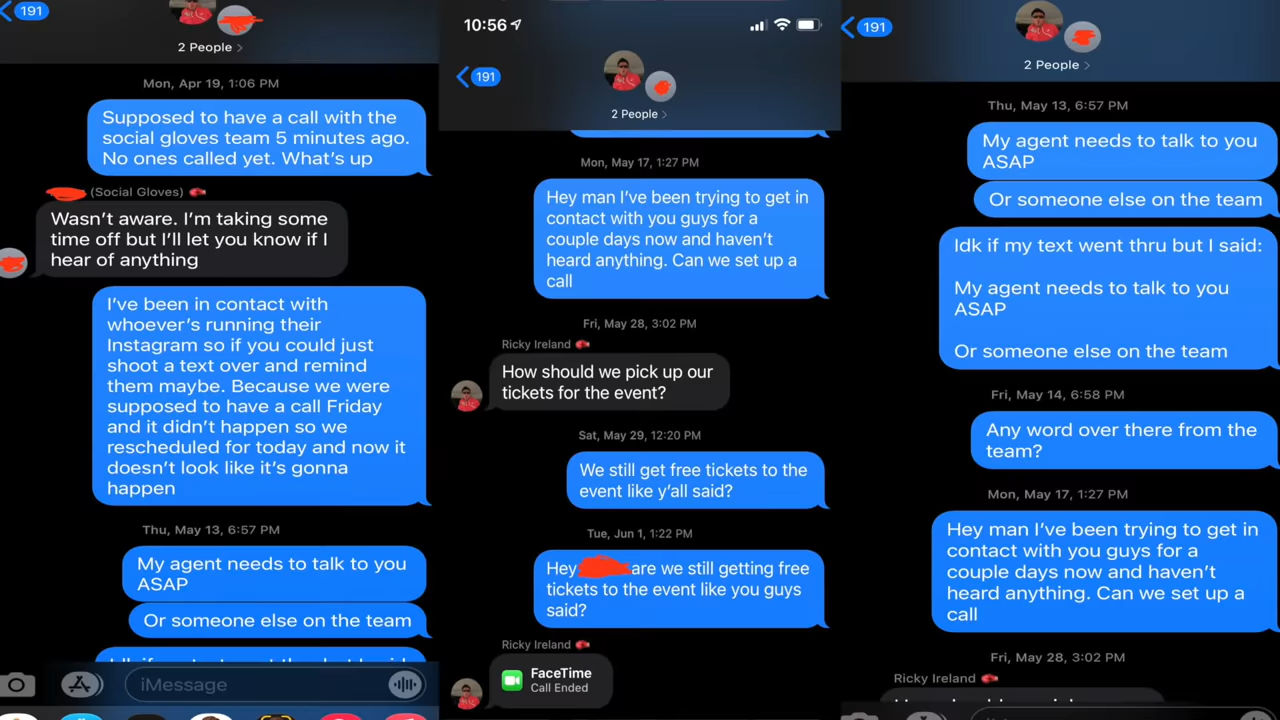 191
2 People >
Mon, Apr 19, 1:06 PM
Supposed to have a call with the
social gloves team 5 minutes ago.
No ones called yet. What's up
(Social Gloves) 🥊
Wasn't aware. I'm taking some
time off but I'll let you know if I
hear of anything
I've been in contact with
whoever's running their
Instagram so if you could just
shoot a text over and remind
them maybe. Because we were
supposed to have a call Friday
and it didn't happen so we
rescheduled for today and now it
doesn't look like it's gonna
happen
Thu, May 13, 6:57 PM
My agent needs to talk to you
ASAP
Or someone else on the team
iMessage
10:56
191
2 People >
Mon, May 17, 1:27 PM
Hey man I've been trying to get in
contact with you guys for a
couple days now and haven't
heard anything. Can we set up a
call
Fri, May 28, 3:02 PM
Ricky Ireland 🥊
How should we pick up our
tickets for the event?
Sat, May 29, 12:20 PM
We still get free tickets to the
event like y'all said?
Tue, Jun 1, 1:22 PM
Hey are we still getting free
tickets to the event like you guys
said?
Ricky Ireland 🥊
FaceTime
Call Ended
191
2 People >
Thu, May 13, 6:57 PM
My agent needs to talk to you
ASAP
Or someone else on the team
Idk if my text went thru but I said:
My agent needs to talk to you
ASAP
Or someone else on the team
Fri, May 14, 6:58 PM
Any word over there from the
team?
Mon, May 17, 1:27 PM
Hey man I've been trying to get in
contact with you guys for a
couple days now and haven't
heard anything. Can we set up a
call
Fri, May 28, 3:02 PM
Ricky Ireland 🥊